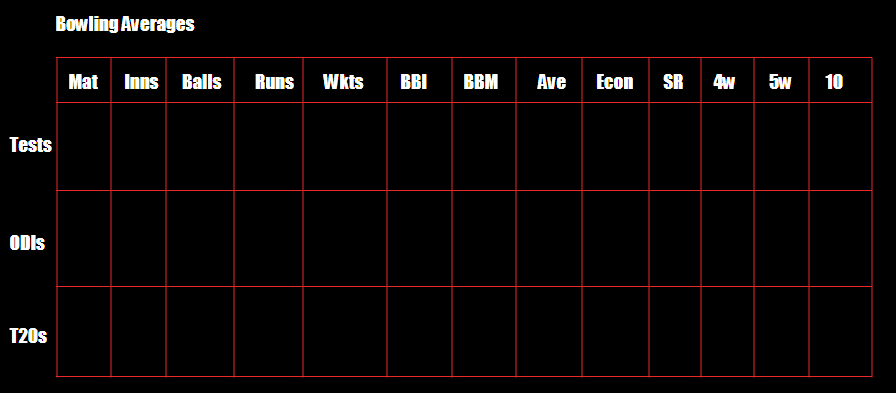 Bowling Averages
Mat Inns Balls Runs Wkts BBI BBM Ave Econ SR 4w 5w 10
Tests
ODIs
T20s